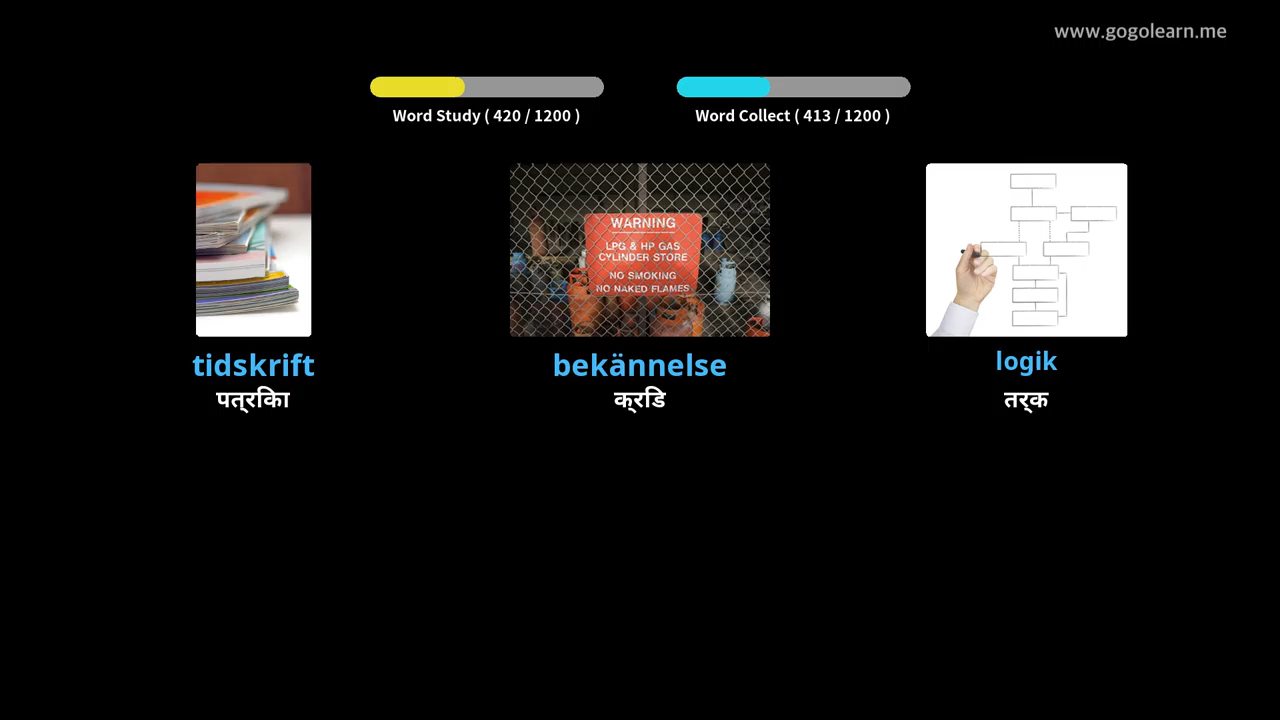 www.gogolearn.me
Word Study ( 420 / 1200 )
Word Collect ( 413 / 1200 )
WARNING
LPG & HP GAS
CYLINDER STORE
NO SMOKING
NO NAKED FLAMES
tidskrift
bekännelse
logik
पत्रिका
क्रडि
तर्क